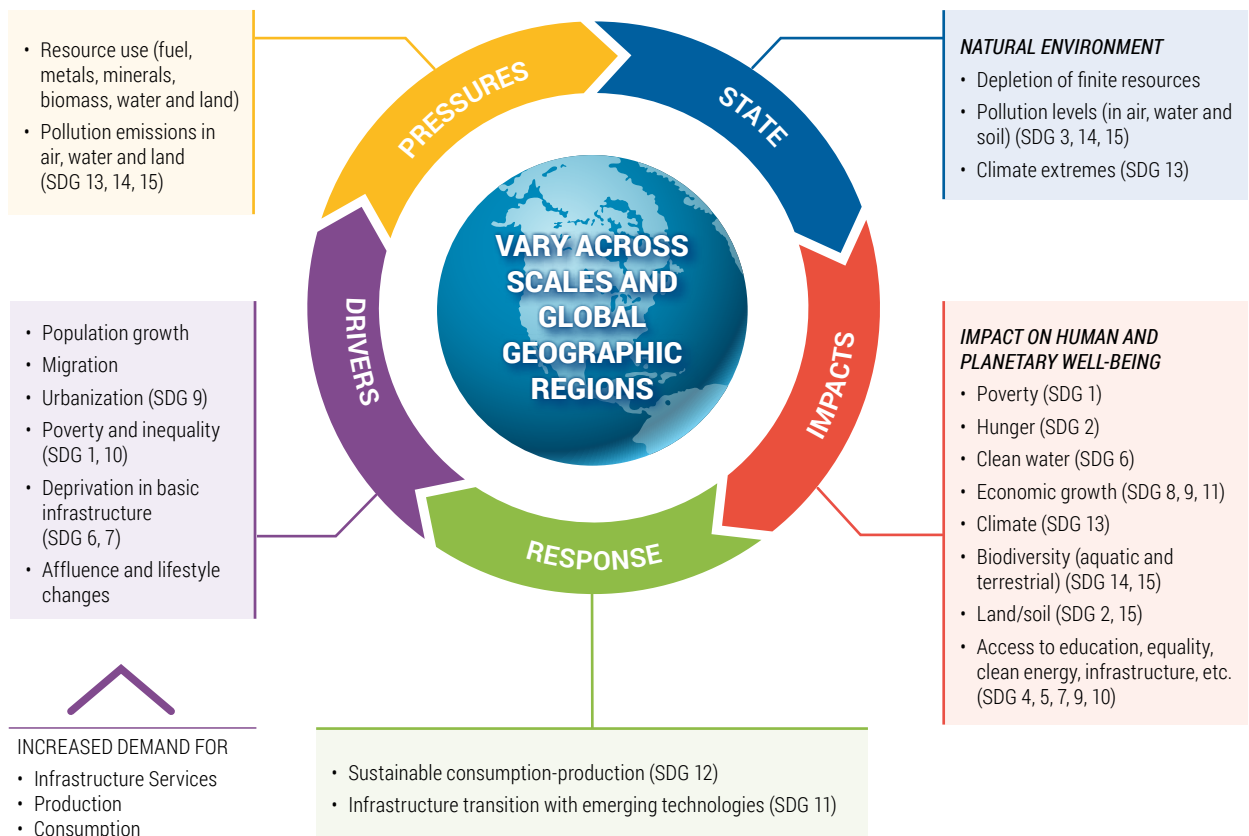 • Resource use (fuel,
metals, minerals,
biomass, water and land)
• Pollution emissions in
air, water and land
(SDG 13, 14, 15)
PRESSURES
STATE
NATURAL ENVIRONMENT
• Depletion of finite resources
• Pollution levels (in air, water and
soil) (SDG 3, 14, 15)
• Climate extremes (SDG 13)
VARY ACROSS
SCALES AND
GLOBAL
GEOGRAPHIC
REGIONS
DRIVERS
• Population growth
• Migration
• Urbanization (SDG 9)
• Poverty and inequality
(SDG 1, 10)
• Deprivation in basic
infrastructure
(SDG 6, 7)
• Affluence and lifestyle
changes
IMPACTS
IMPACT ON HUMAN AND
PLANETARY WELL-BEING
• Poverty (SDG 1)
• Hunger (SDG 2)
• Clean water (SDG 6)
• Economic growth (SDG 8, 9, 11)
• Climate (SDG 13)
• Biodiversity (aquatic and
terrestrial) (SDG 14, 15)
• Land/soil (SDG 2, 15)
• Access to education, equality,
clean energy, infrastructure, etc.
(SDG 4, 5, 7, 9, 10)
RESPONSE
INCREASED DEMAND FOR
• Infrastructure Services
• Production
• Consumption
• Sustainable consumption-production (SDG 12)
• Infrastructure transition with emerging technologies (SDG 11)